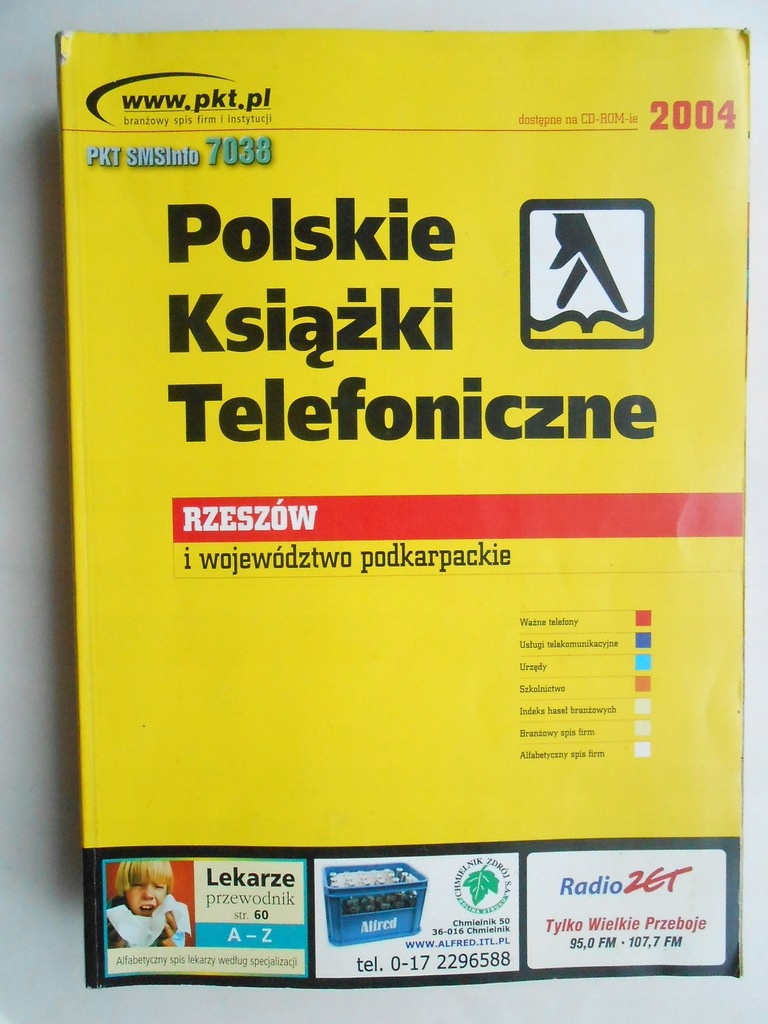 www.pkt.pl
branżowy spis firm i instytucji
dostępne na CD-ROM-ie 2004
PKT SMSInfo 7038
Polskie
Książki
Telefoniczne
RZESZÓW
i województwo podkarpackie
Ważne telefony
Usługi telekomunikacyjne
Urzędy
Szkolnictwo
Indeks haseł branżowych
Branżowy spis firm
Alfabetyczny spis firm
Lekarze
przewodnik
str. 60
A – Z
Alfabetyczny spis lekarzy według specjalizacji
Alfred
CHMIELNIK ZDRÓJ S.A.
Chmielnik 50
36-016 Chmielnik
WWW.ALFRED.ITL.PL
tel. 0-17 2296588
Radio ZET
Tylko Wielkie Przeboje
95,0 FM · 107,7 FM